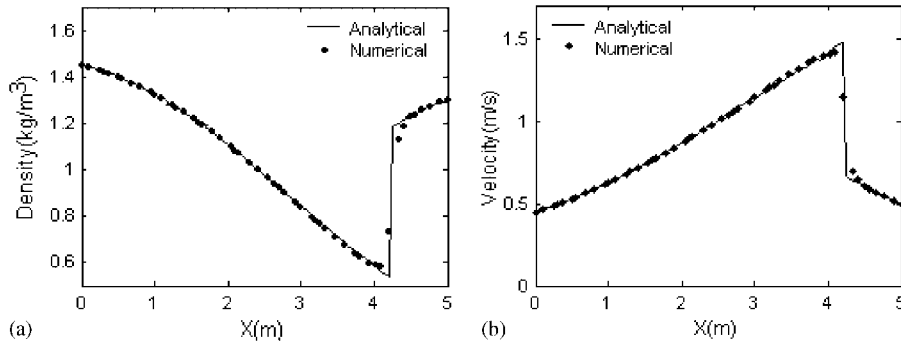 1.6
1.4
1.2
1
0.8
0.6
Density(kg/m3)
Analytical
Numerical
0 1 2 3 4 5
X(m)
(a)
1.5
1
0.5
0
Velocity(m/s)
Analytical
Numerical
0 1 2 3 4 5
X(m)
(b)